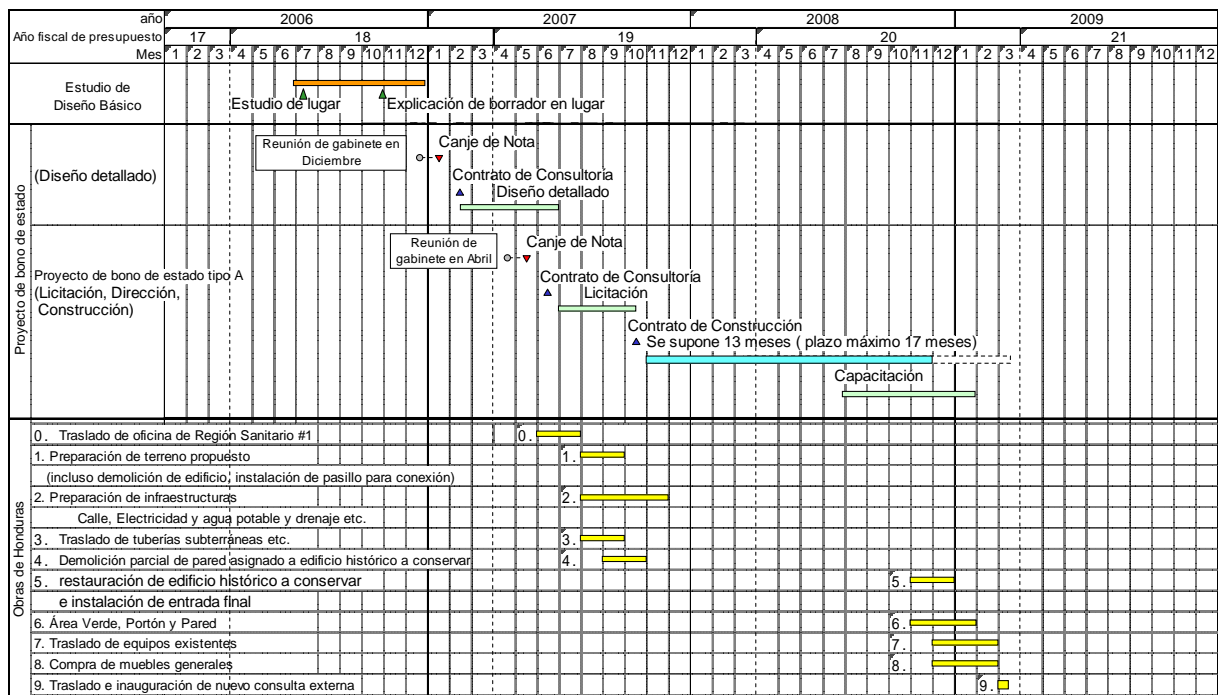 año 2006 2007 2008 2009
Año fiscal de presupuesto 17 18 19 20 21
Mes 1 2 3 4 5 6 7 8 9 10 11 12 1 2 3 4 5 6 7 8 9 10 11 12 1 2 3 4 5 6 7 8 9 10 11 12 1 2 3 4 5 6 7 8 9 10 11 12
Estudio de
Diseño Básico
Estudio de lugar
Explicación de borrador en lugar
Proyecto de bono de estado
(Diseño detallado)
Reunión de gabinete en
Diciembre
Canje de Nota
Contrato de Consultoría
Diseño detallado
Proyecto de bono de estado tipo A
(Licitación, Dirección,
Construcción)
Reunión de
gabinete en Abril
Canje de Nota
Contrato de Consultoría
Licitación
Contrato de Construcción
Se supone 13 meses ( plazo máximo 17 meses)
Capacitación
Obras de Honduras
0. Traslado de oficina de Región Sanitario #1 0.
1. Preparación de terreno propuesto 1.
(incluso demolición de edificio, instalación de pasillo para conexión)
2. Preparación de infraestructuras 2.
Calle, Electricidad y agua potable y drenaje etc.
3. Traslado de tuberías subterráneas etc. 3.
4. Demolición parcial de pared asignado a edificio histórico a conservar 4.
5. restauración de edificio histórico a conservar 5.
e instalación de entrada final
6. Área Verde, Portón y Pared 6.
7. Traslado de equipos existentes 7.
8. Compra de muebles generales 8.
9. Traslado e inauguración de nuevo consulta externa 9.